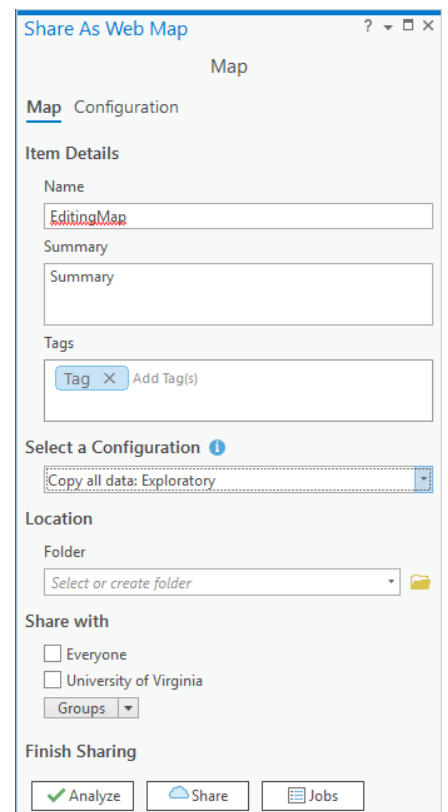 Share As Web Map ?
Map
Map Configuration
Item Details
Name
EditingMap
Summary
Summary
Tags
Tag Add Tag(s)
Select a Configuration
Copy all data: Exploratory
Location
Folder
Select or create folder
Share with
Everyone
University of Virginia
Groups
Finish Sharing
Analyze Share Jobs